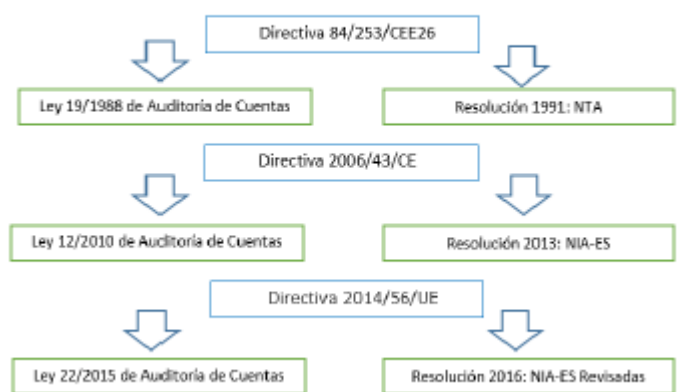 Directiva 84/253/CEE26
Ley 19/1988 de Auditoría de Cuentas
Resolución 1991: NTA
Directiva 2006/43/CE
Ley 12/2010 de Auditoría de Cuentas
Resolución 2013: NIA-ES
Directiva 2014/56/UE
Ley 22/2015 de Auditoría de Cuentas
Resolución 2016: NIA-ES Revisadas